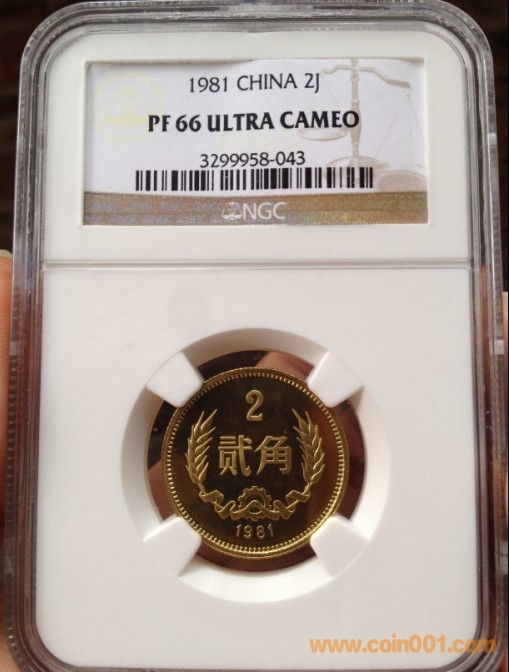 1981 CHINA 2J
PF 66 ULTRA CAMEO
3299958-043
NGC
2
贰角
1981
www.coin001.com